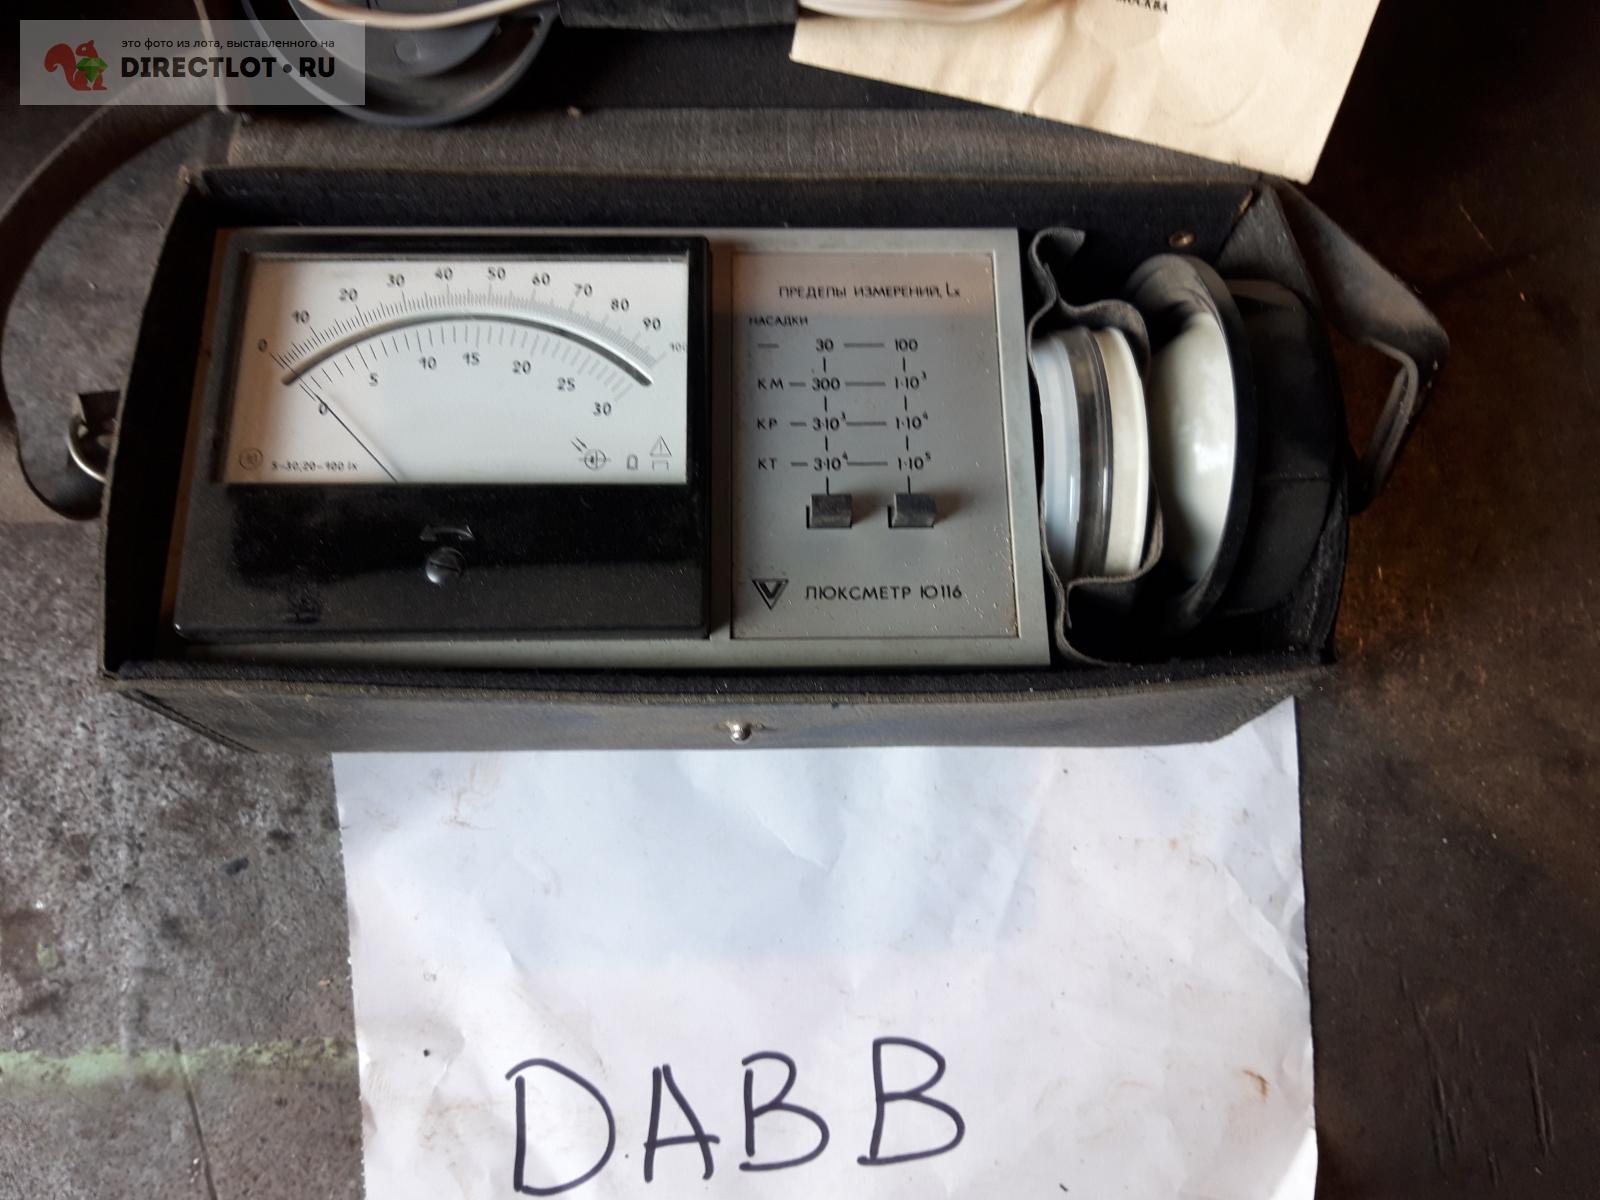 это фото из лота, выставленного на
DIRECTLOT•RU
МОСКВА
0 10 20 30 40 50 60 70 80 90 100
0 5 10 15 20 25 30
5-30,20-100 lx
ПРЕДЕЛЫ ИЗМЕРЕНИЙ, Lx
НАСАДКИ
— 30 — 100
КМ — 300 — 1·10³
КР — 3·10³ — 1·10⁴
КТ — 3·10⁴ — 1·10⁵
ЛЮКСМЕТР Ю116
DABB